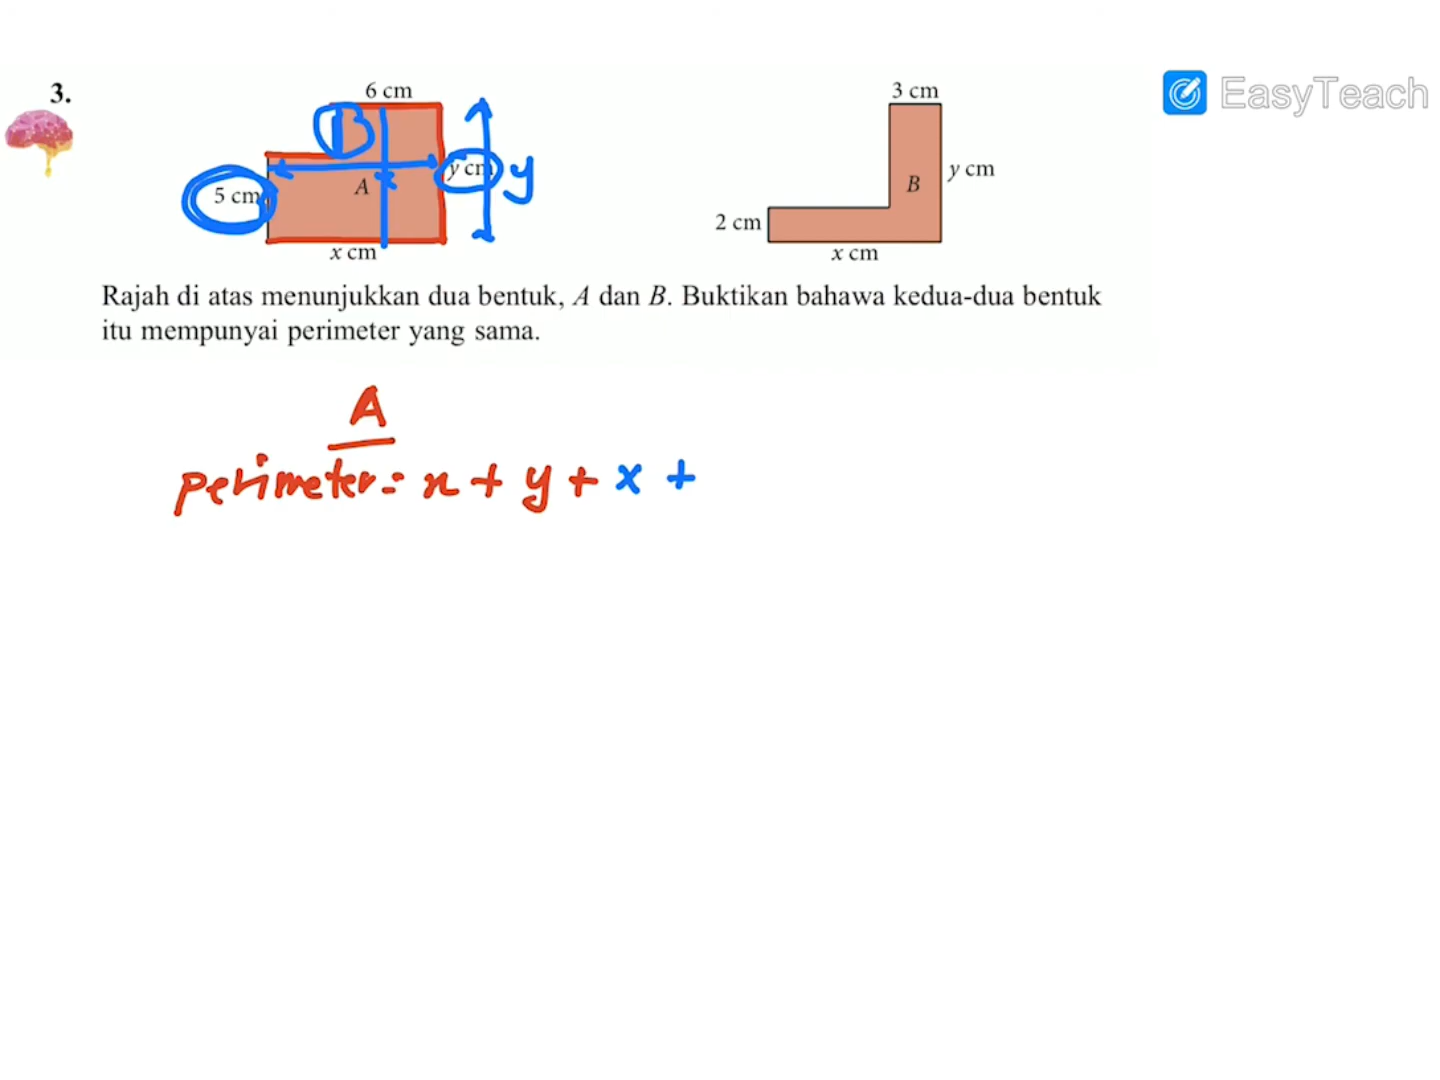 3.
6 cm
B
5 cm
A
y cm
y
x cm
3 cm
B
y cm
2 cm
x cm
EasyTeach
Rajah di atas menunjukkan dua bentuk, A dan B. Buktikan bahawa kedua-dua bentuk
itu mempunyai perimeter yang sama.
A
perimeter = x + y + x +